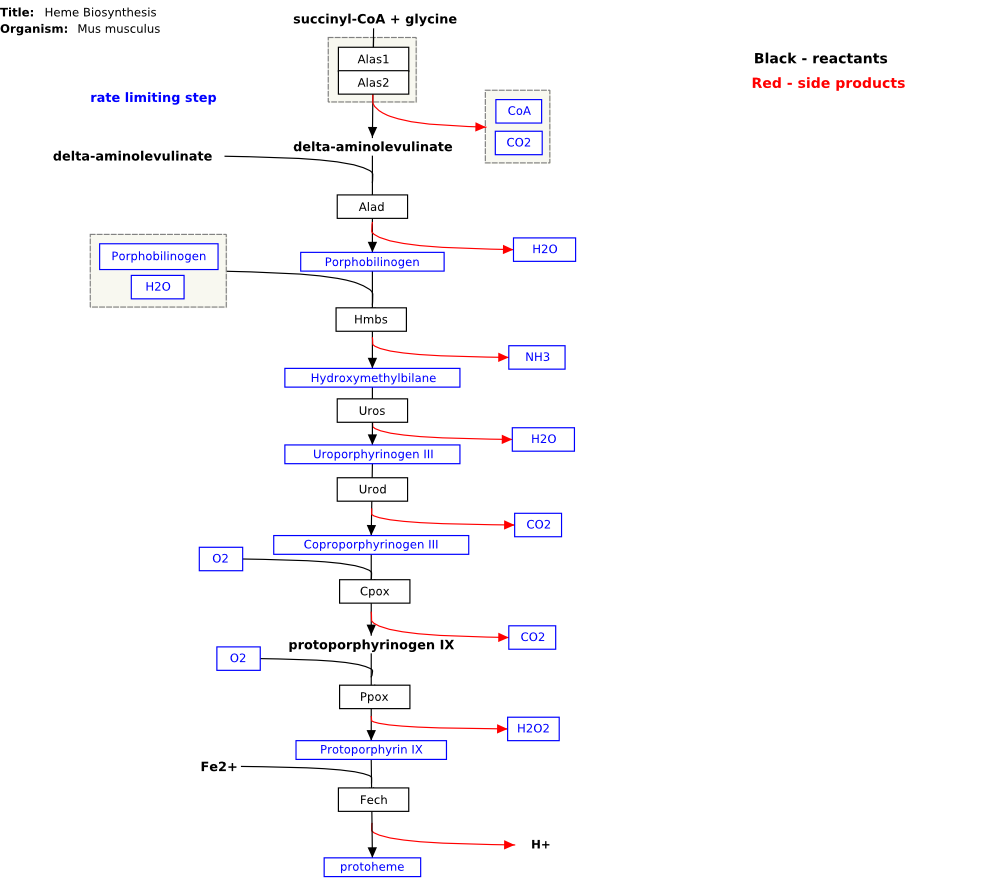 Title: Heme Biosynthesis
Organism: Mus musculus
succinyl-CoA + glycine
Black - reactants
Red - side products
rate limiting step
Alas1
Alas2
CoA
CO2
delta-aminolevulinate
delta-aminolevulinate
Alad
H2O
Porphobilinogen
Porphobilinogen
H2O
Hmbs
NH3
Hydroxymethylbilane
Uros
H2O
Uroporphyrinogen III
Urod
CO2
Coproporphyrinogen III
O2
Cpox
CO2
protoporphyrinogen IX
O2
Ppox
H2O2
Protoporphyrin IX
Fe2+
Fech
H+
protoheme